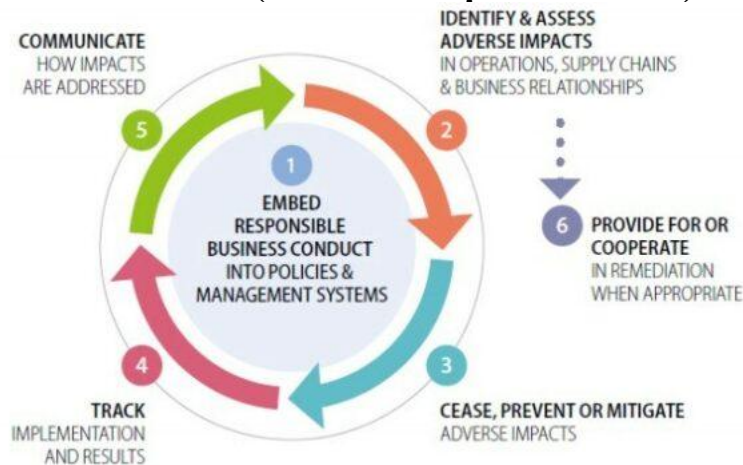 COMMUNICATE
HOW IMPACTS
ARE ADDRESSED
5
IDENTIFY & ASSESS
ADVERSE IMPACTS
IN OPERATIONS, SUPPLY CHAINS
& BUSINESS RELATIONSHIPS
2
1
EMBED
RESPONSIBLE
BUSINESS CONDUCT
INTO POLICIES &
MANAGEMENT SYSTEMS
6
PROVIDE FOR OR
COOPERATE
IN REMEDIATION
WHEN APPROPRIATE
4
TRACK
IMPLEMENTATION
AND RESULTS
3
CEASE, PREVENT OR MITIGATE
ADVERSE IMPACTS